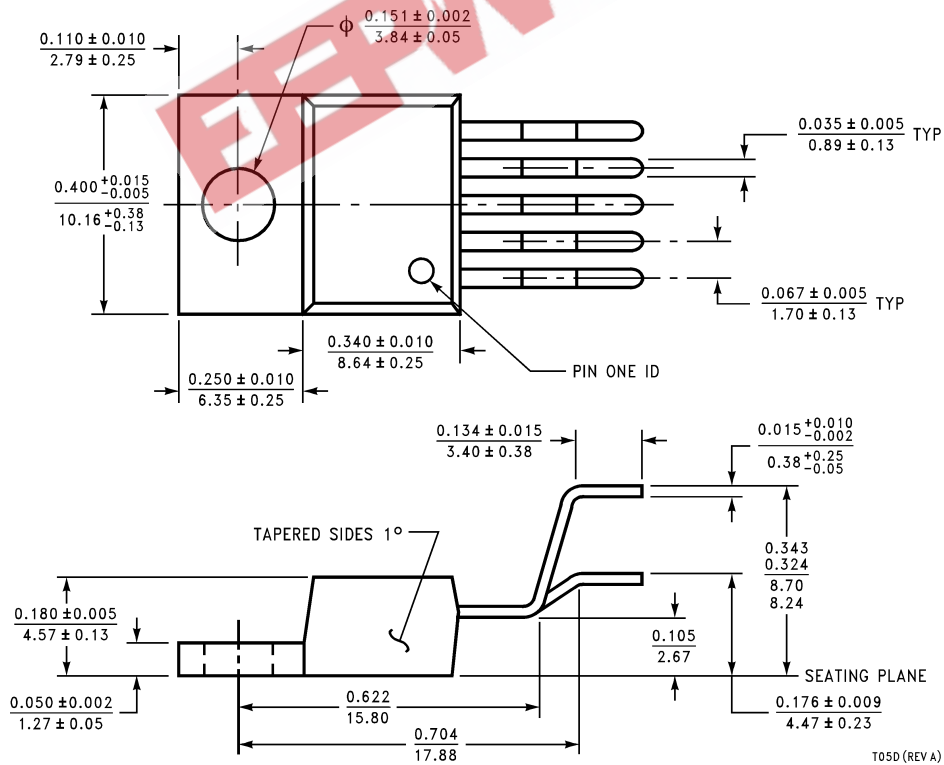 ϕ 0.151 ± 0.002
3.84 ± 0.05
0.110 ± 0.010
2.79 ± 0.25
EEPW
0.035 ± 0.005
0.89 ± 0.13
TYP
0.400 +0.015 -0.005
10.16 +0.38 -0.13
0.067 ± 0.005
1.70 ± 0.13
TYP
0.340 ± 0.010
8.64 ± 0.25
PIN ONE ID
0.250 ± 0.010
6.35 ± 0.25
0.134 ± 0.015
3.40 ± 0.38
0.015 +0.010 -0.002
0.38 +0.25 -0.05
TAPERED SIDES 1°
0.343
0.324
8.70
8.24
0.180 ± 0.005
4.57 ± 0.13
0.105
2.67
SEATING PLANE
0.050 ± 0.002
1.27 ± 0.05
0.622
15.80
0.176 ± 0.009
4.47 ± 0.23
0.704
17.88
T05D (REV A)